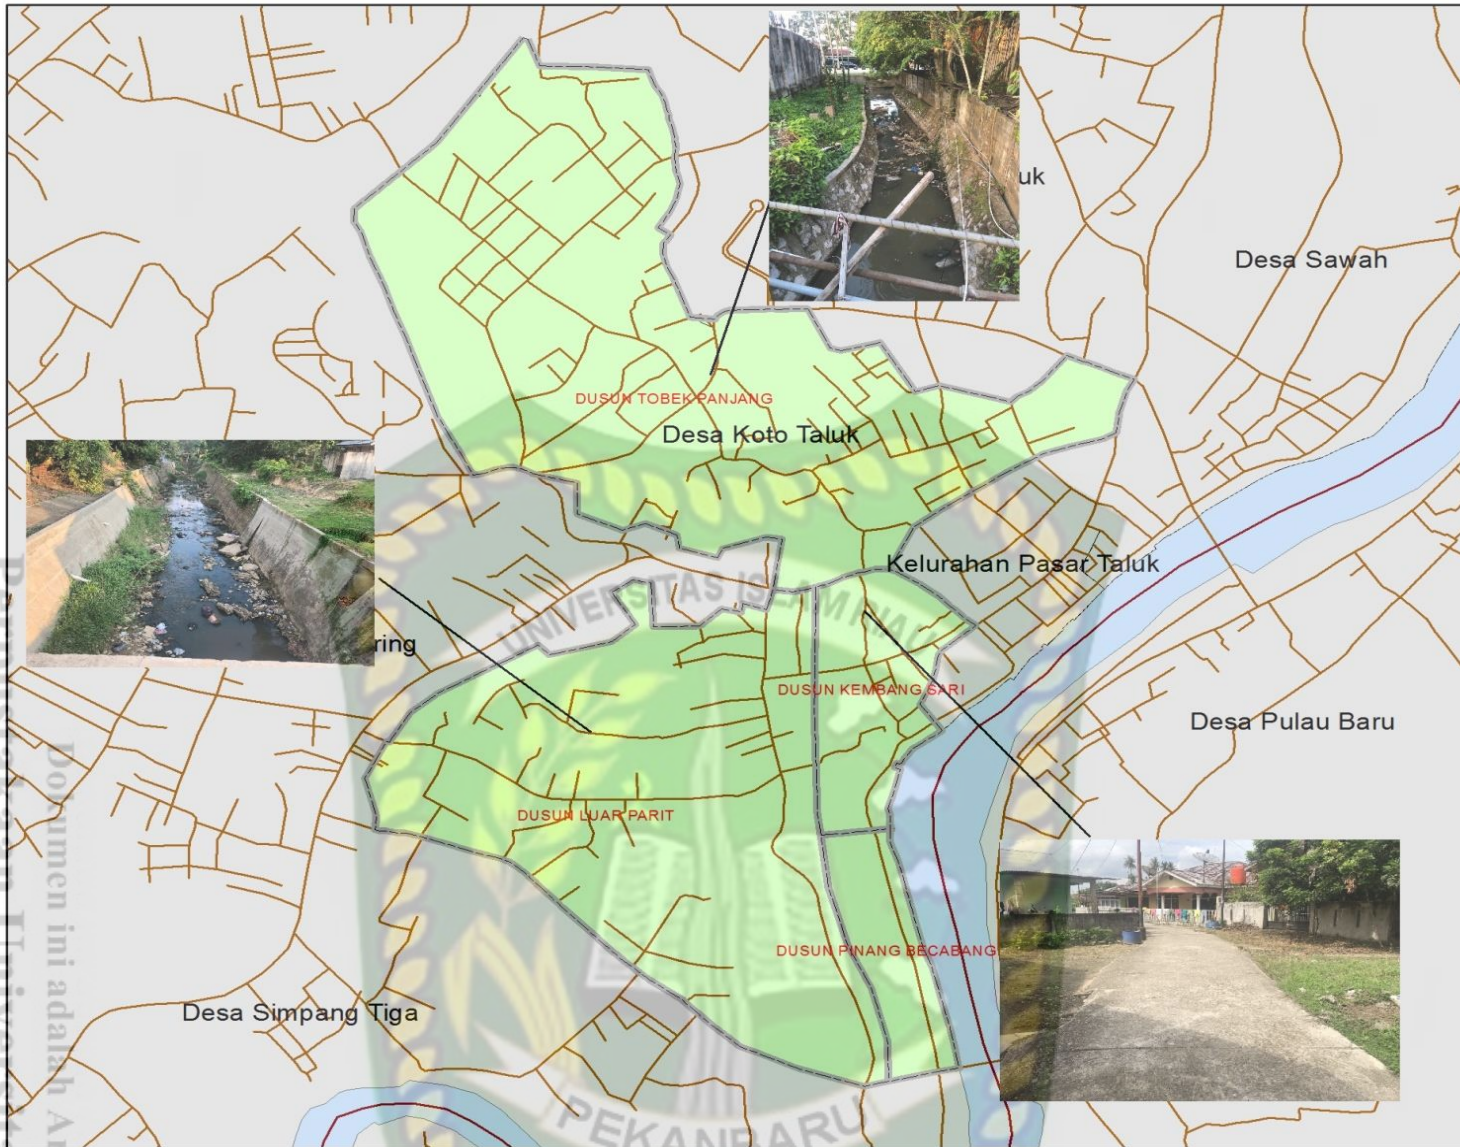 uk
Desa Sawah
DUSUN TOBEK PANJANG
Desa Koto Taluk
Kelurahan Pasar Taluk
UNIVERSITAS ISLAM RIAU
ring
DUSUN KEMBANG SARI
Desa Pulau Baru
DUSUN LUAR PARIT
DUSUN PINANG BECABANG
Desa Simpang Tiga
PEKANBARU
Dokumen ini adalah